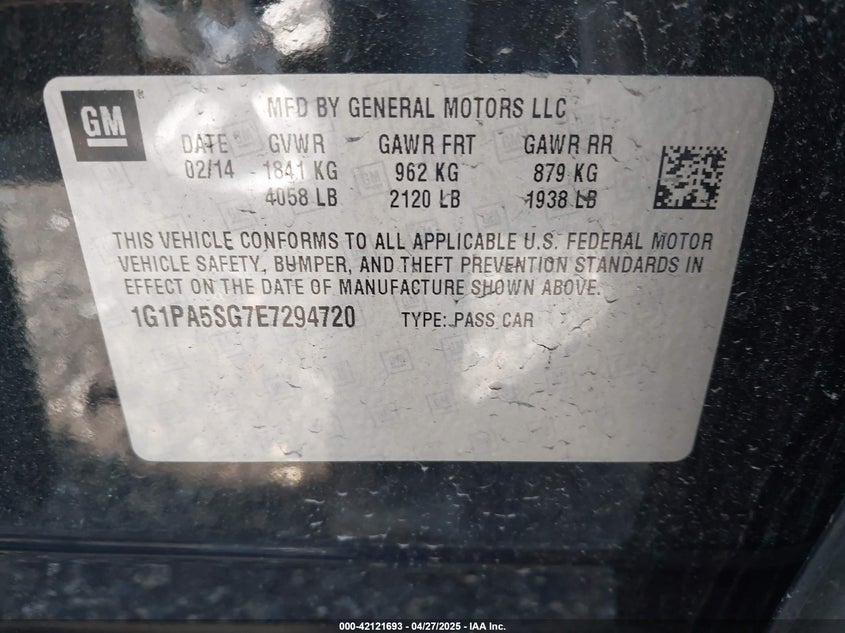 GM
MFD BY GENERAL MOTORS LLC
DATE GVWR GAWR FRT GAWR RR
02/14 1841 KG 962 KG 879 KG
4058 LB 2120 LB 1938 LB
THIS VEHICLE CONFORMS TO ALL APPLICABLE U.S. FEDERAL MOTOR
VEHICLE SAFETY, BUMPER, AND THEFT PREVENTION STANDARDS IN
EFFECT ON THE DATE OF MANUFACTURE SHOWN ABOVE.
1G1PA5SG7E7294720 TYPE: PASS CAR
000-42121693 04/27/2025 - IAA Inc.